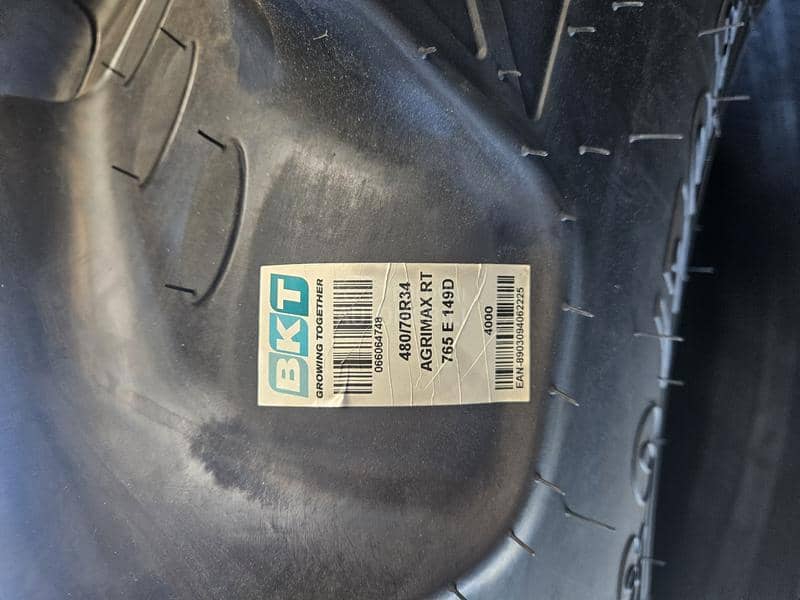 BKT
GROWING TOGETHER
066064748
480/70R34
AGRIMAX RT
765 E 149D
4000
EAN-8903094062225